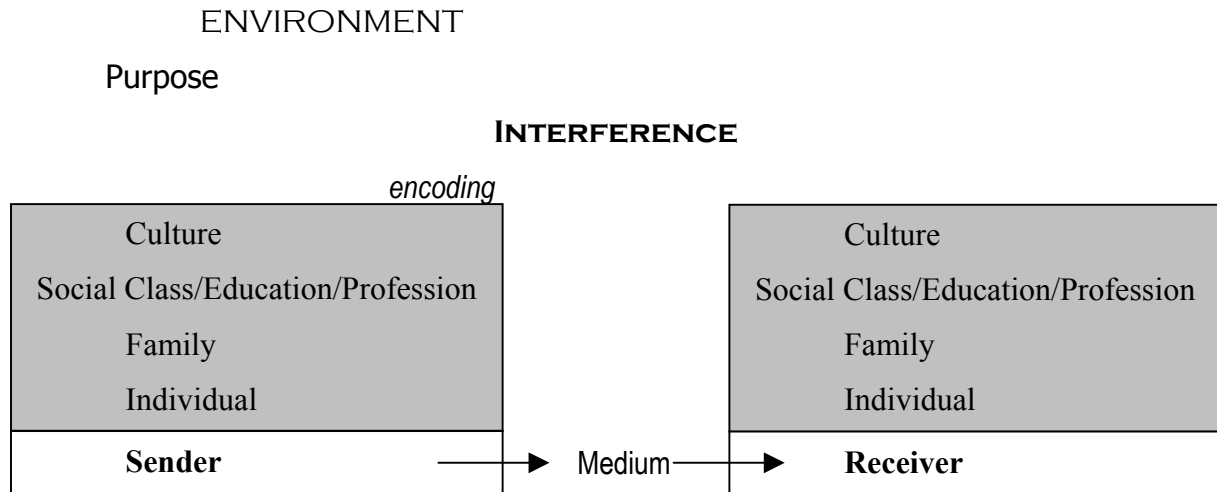 ENVIRONMENT
Purpose
INTERFERENCE
encoding
Culture
Social Class/Education/Profession
Family
Individual
Sender
Medium
Culture
Social Class/Education/Profession
Family
Individual
Receiver